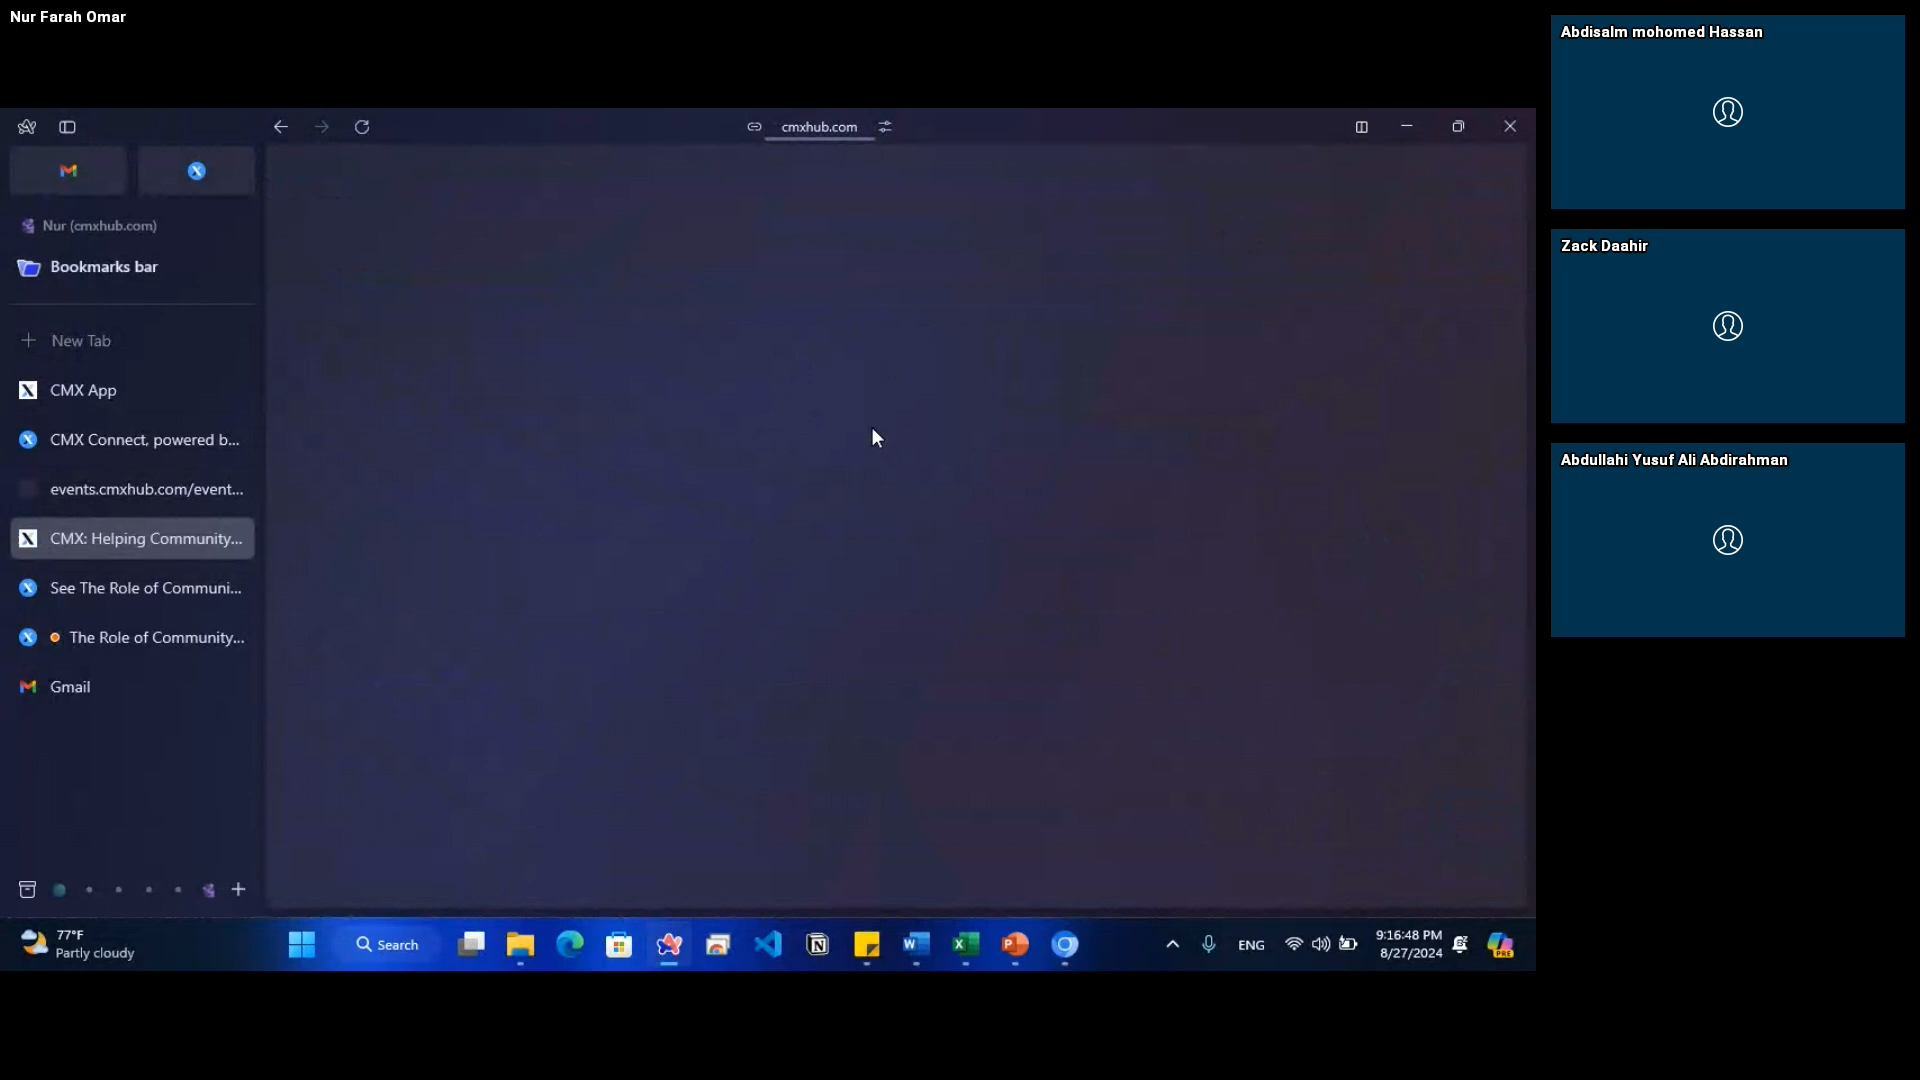 Nur Farah Omar
Abdisalm mohomed Hassan
cmxhub.com
Nur (cmxhub.com)
Bookmarks bar
New Tab
CMX App
CMX Connect, powered b...
events.cmxhub.com/event...
CMX: Helping Community...
See The Role of Communi...
The Role of Community...
Gmail
Zack Daahir
Abdullahi Yusuf Ali Abdirahman
77°F
Partly cloudy
Search
ENG
9:16:48 PM
8/27/2024
PRE